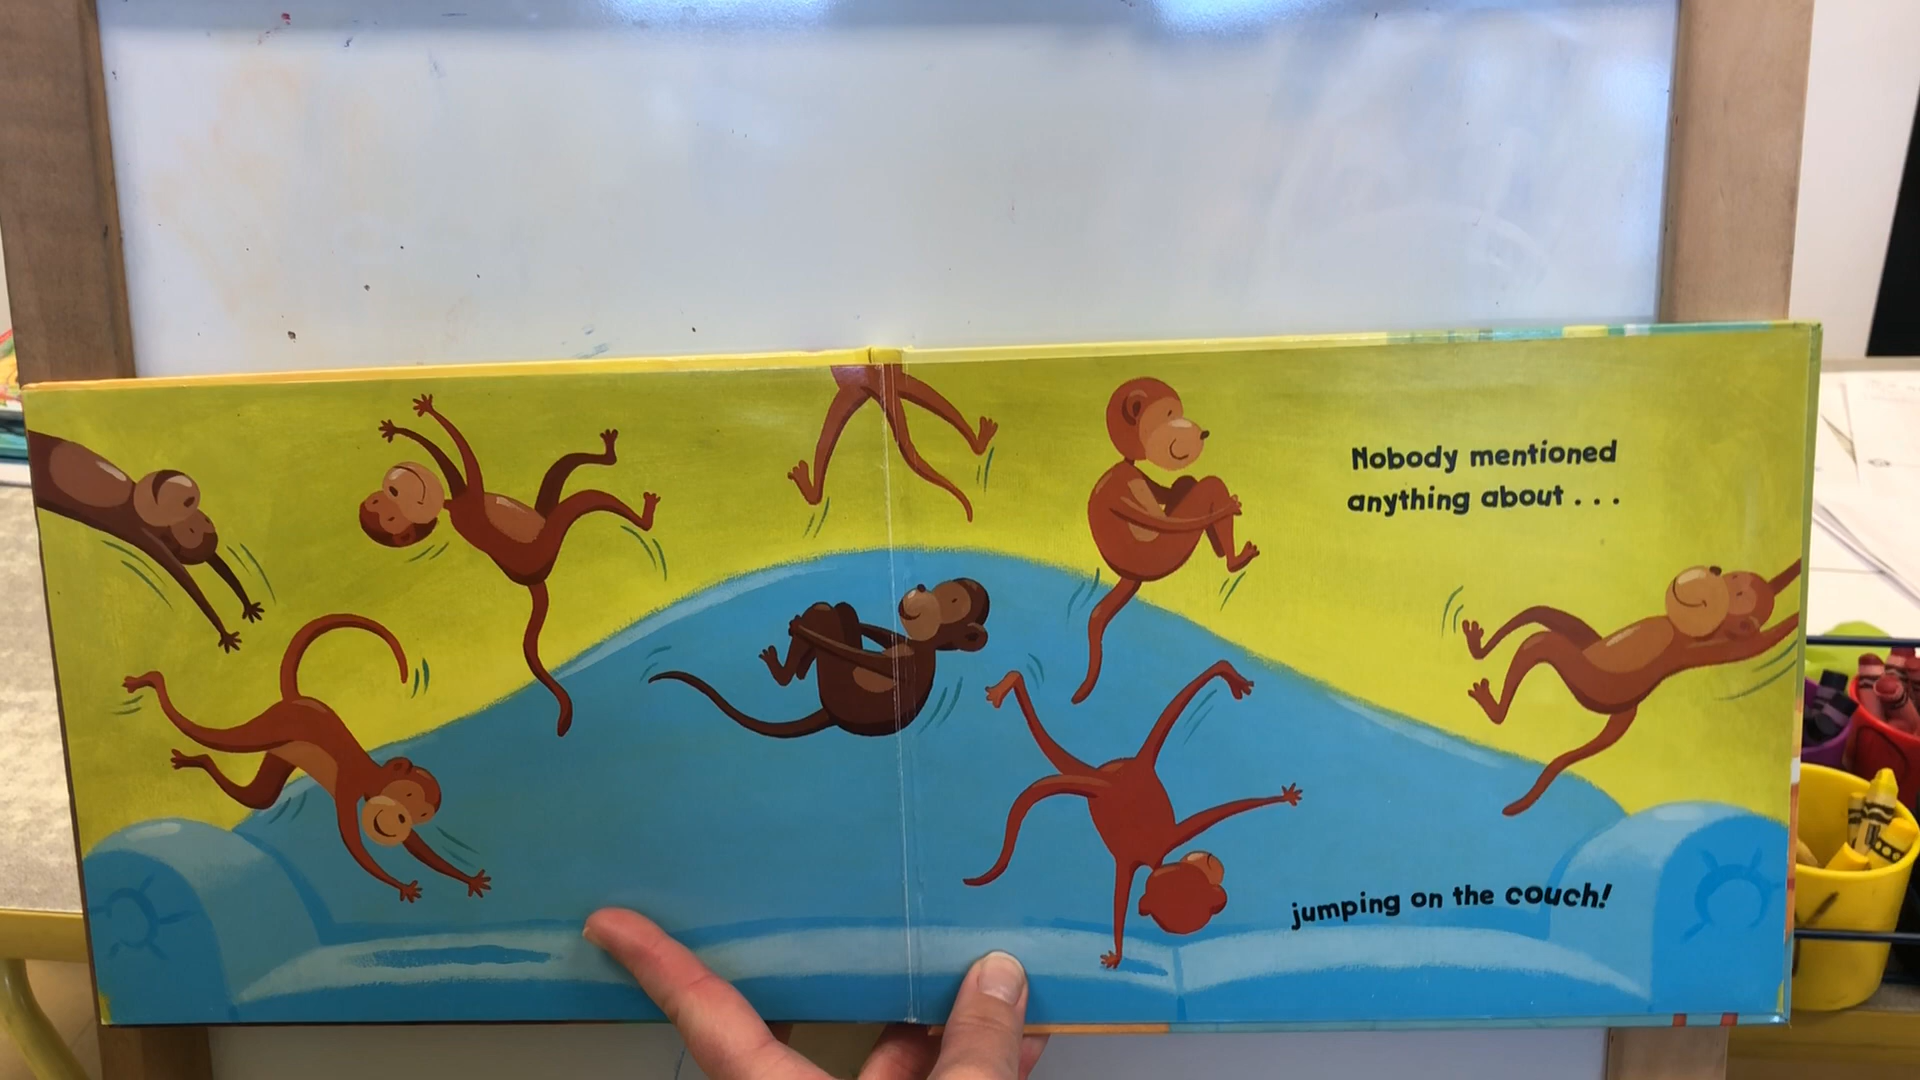 Nobody mentioned
anything about . . .
jumping on the couch!